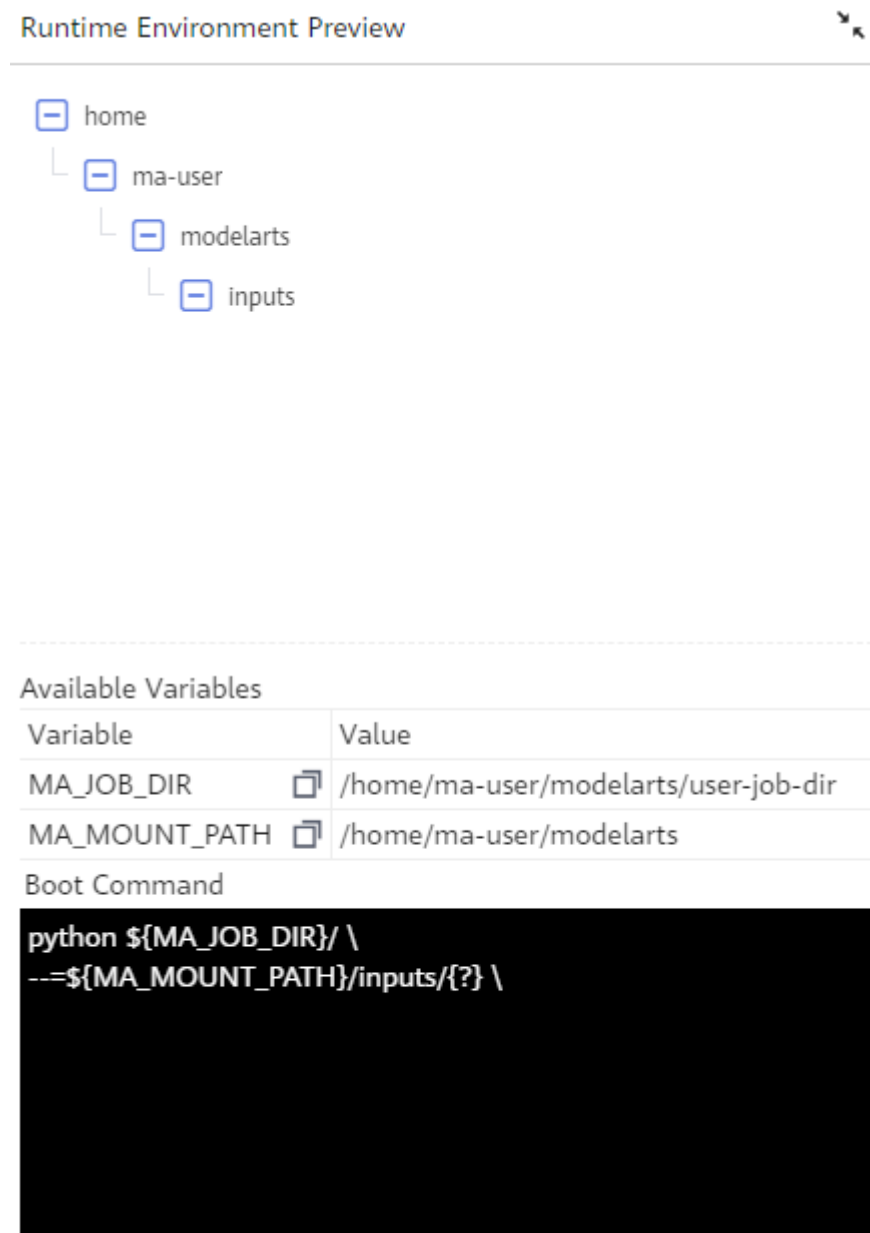 Runtime Environment Preview
home
ma-user
modelarts
inputs
Available Variables
Variable Value
MA_JOB_DIR /home/ma-user/modelarts/user-job-dir
MA_MOUNT_PATH /home/ma-user/modelarts
Boot Command
python ${MA_JOB_DIR}/ \
--=${MA_MOUNT_PATH}/inputs/{?} \